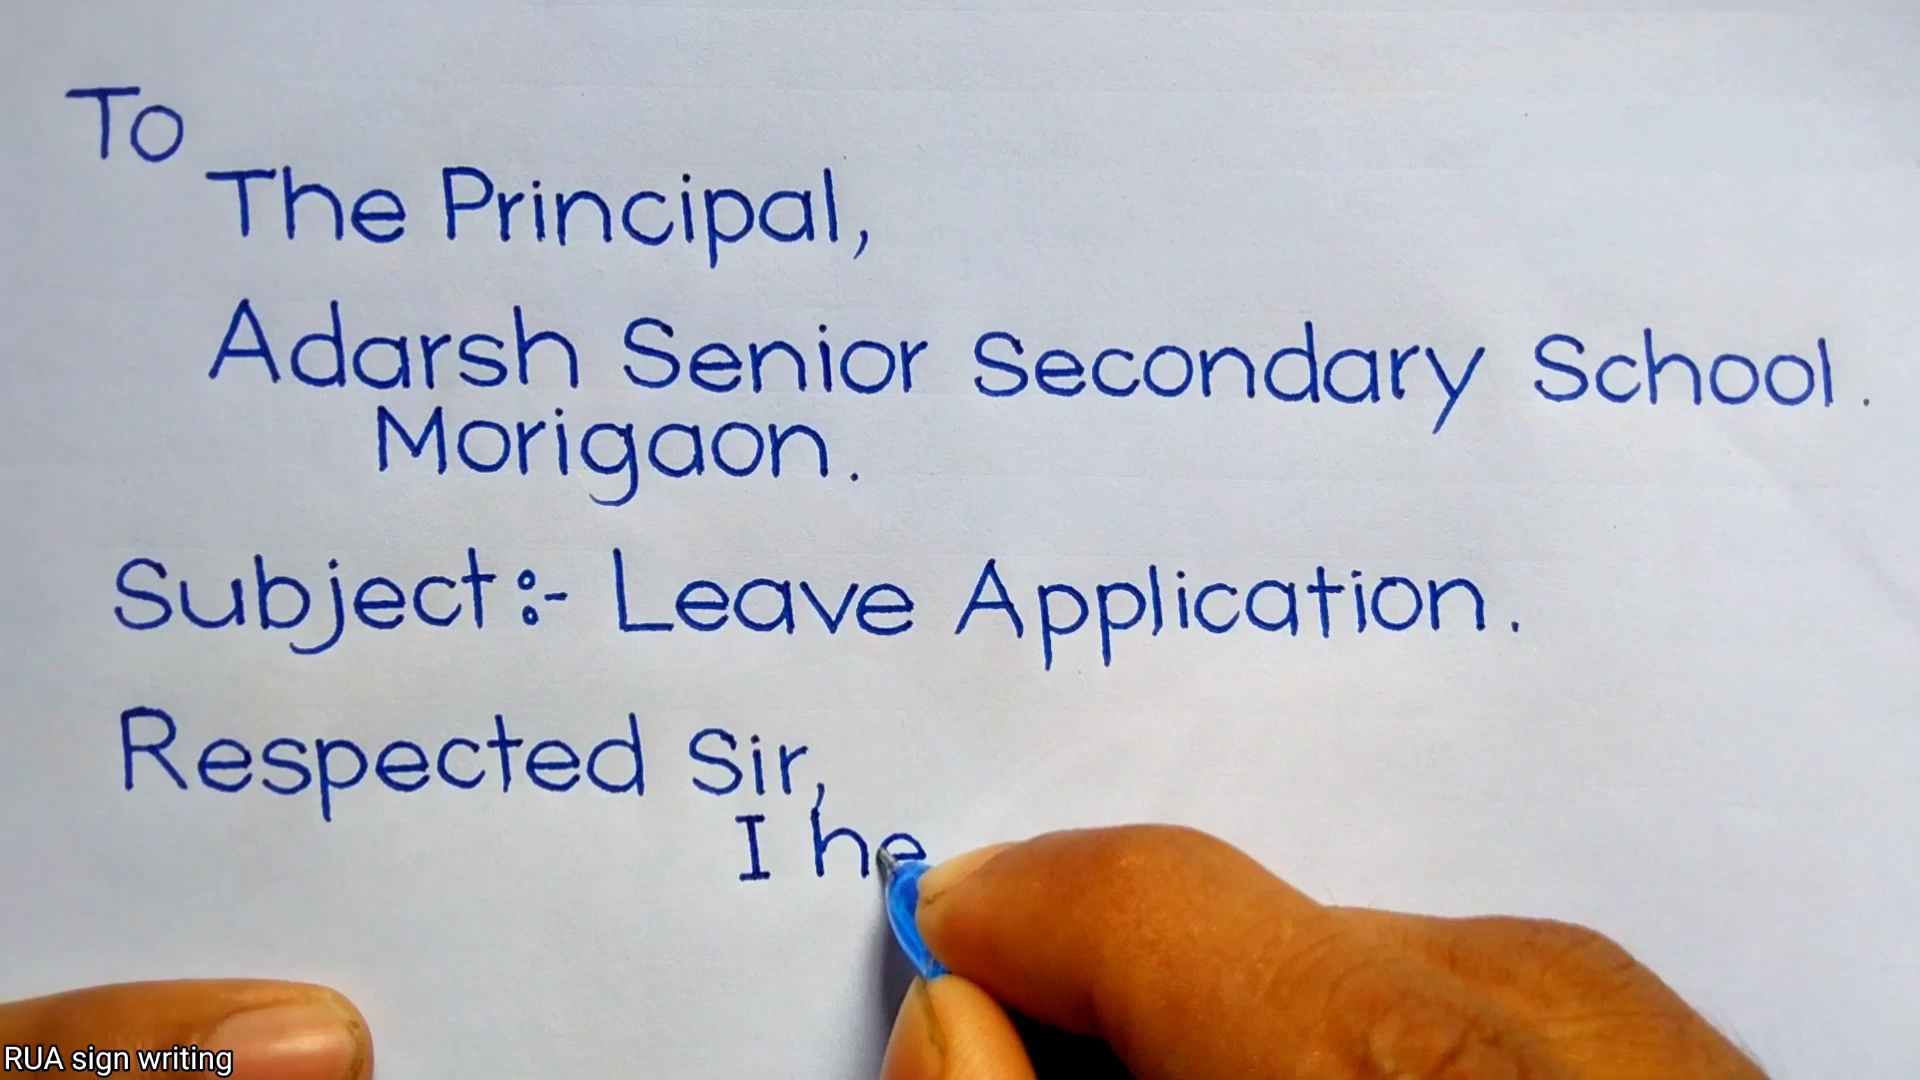 To
The Principal,
Adarsh Senior Secondary School.
Morigaon.
Subject:- Leave Application.
Respected Sir,
I he
RUA sign writing